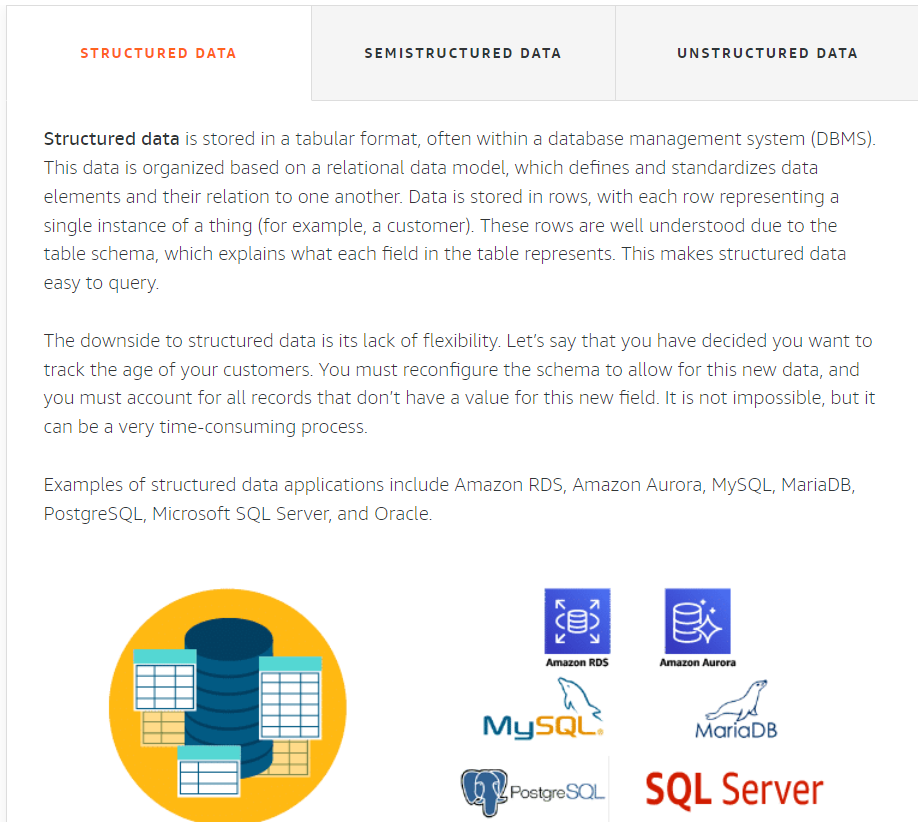 STRUCTURED DATA
SEMISTRUCTURED DATA
UNSTRUCTURED DATA
Structured data is stored in a tabular format, often within a database management system (DBMS).
This data is organized based on a relational data model, which defines and standardizes data
elements and their relation to one another. Data is stored in rows, with each row representing a
single instance of a thing (for example, a customer). These rows are well understood due to the
table schema, which explains what each field in the table represents. This makes structured data
easy to query.
The downside to structured data is its lack of flexibility. Let’s say that you have decided you want to
track the age of your customers. You must reconfigure the schema to allow for this new data, and
you must account for all records that don’t have a value for this new field. It is not impossible, but it
can be a very time-consuming process.
Examples of structured data applications include Amazon RDS, Amazon Aurora, MySQL, MariaDB,
PostgreSQL, Microsoft SQL Server, and Oracle.
Amazon RDS
Amazon Aurora
MySQL®
MariaDB
PostgreSQL
SQL Server